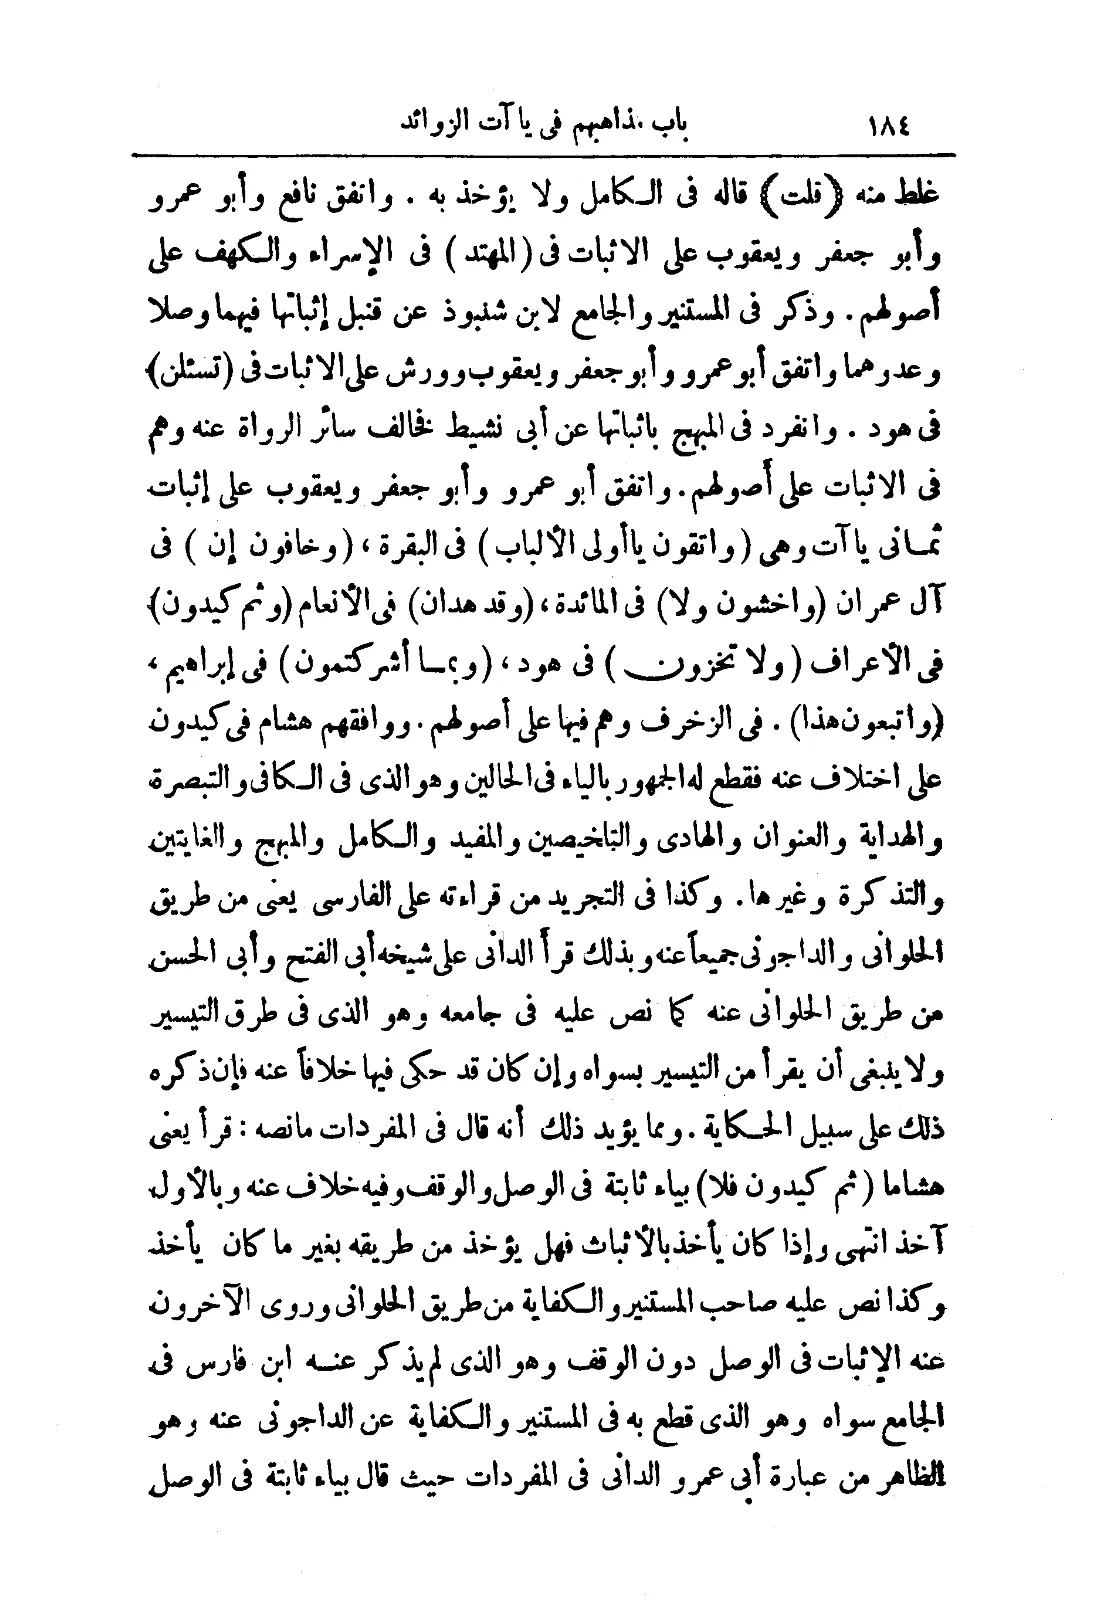 ١٨٤ باب مذاهبهم فى ياآت الزوائد
غلط منه (قلت) قاله فى الكامل ولا يؤخذ به . واتفق نافع وأبو عمرو
وأبو جعفر ويعقوب على الاثبات فى (المهتد) فى الإسراء والكهف على
أصولهم . وذكر فى المستنير والجامع لابن شنبوذ عن قنبل إثباتها فيهما وصلا
وعدوهما واتفق أبو عمرو وأبو جعفر ويعقوب وورش على الاثبات فى (تسئلن)
فى هود . وانفرد فى المبهج باثباتها عن أبى نشيط فخالف سائر الرواة عنه وهم
فى الاثبات على أصولهم . واتفق أبو عمرو وأبو جعفر ويعقوب على إثبات
ثمانى ياآت وهى (واتقون ياأولى الألباب) فى البقرة ، (وخافون إن ) فى
آل عمران (واخشون ولا) فى المائدة ، (وقد هدان) فى الأنعام (وثم كيدون)
فى الأعراف (ولا تخزون) فى هود ، (وبما أشركتمون) فى إبراهيم ،
(واتبعون هذا) . فى الزخرف وهم فيها على أصولهم . ووافقهم هشام فى كيدون
على اختلاف عنه فقطع له الجمهور بالياء فى الحالين وهو الذى فى الكافى والتبصرة
والهداية والعنوان والهادى والتلخيصين والمفيد والكامل والمبهج والغايتين
والتذكرة وغيرها . وكذا فى التجريد من قراءته على الفارسى يعنى من طريق
الحلوانى والداجونى جميعاً عنه وبذلك قرأ الدانى على شيخه أبى الفتح وأبى الحسن
من طريق الحلوانى عنه كما نص عليه فى جامعه وهو الذى فى طرق التيسير
ولا ينبغى أن يقرأ من التيسير بسواه وإن كان قد حكى فيها خلافاً عنه فإن ذكره
ذلك على سبيل الحكاية . ومما يؤيد ذلك أنه قال فى المفردات مانصه : قرأ يعنى
هشاما (ثم كيدون فلا) بياء ثابتة فى الوصل والوقف وفيه خلاف عنه وبالأول
آخذ انتهى وإذا كان يأخذ بالأثبات فهل يؤخذ من طريقه بغير ما كان يأخذ
وكذا نص عليه صاحب المستنير والكفاية من طريق الحلوانى وروى الآخرون
عنه الإثبات فى الوصل دون الوقف وهو الذى لم يذكر عنه ابن فارس فى
الجامع سواه وهو الذى قطع به فى المستنير والكفاية عن الداجونى عنه وهو
الظاهر من عبارة أبى عمرو الدانى فى المفردات حيث قال بياء ثابتة فى الوصل